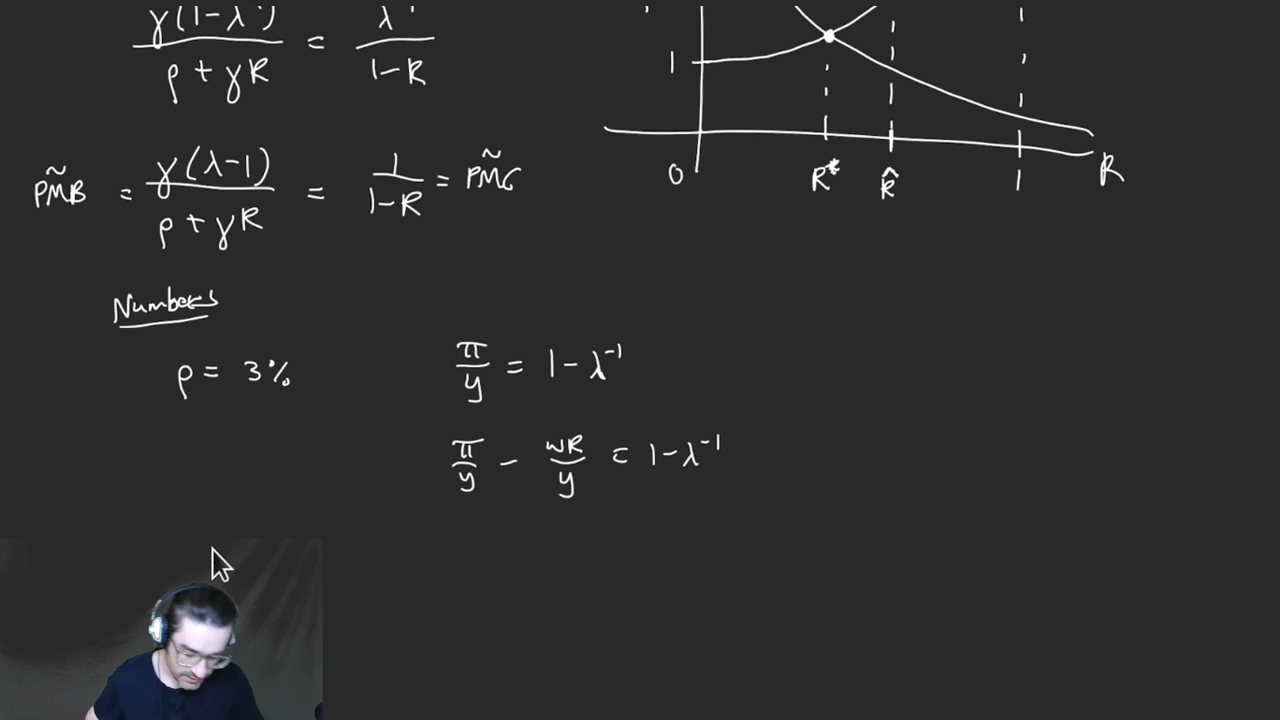 γ(1-λ⁻¹) / ρ + γR = λ⁻¹ / 1-R
1
0 R* R̂ 1 R
P̃MB = γ(λ-1) / ρ + γR = 1 / 1-R = P̃MC
Numbers
ρ = 3%
π/y = 1 - λ⁻¹
π/y - wR/y = 1 - λ⁻¹